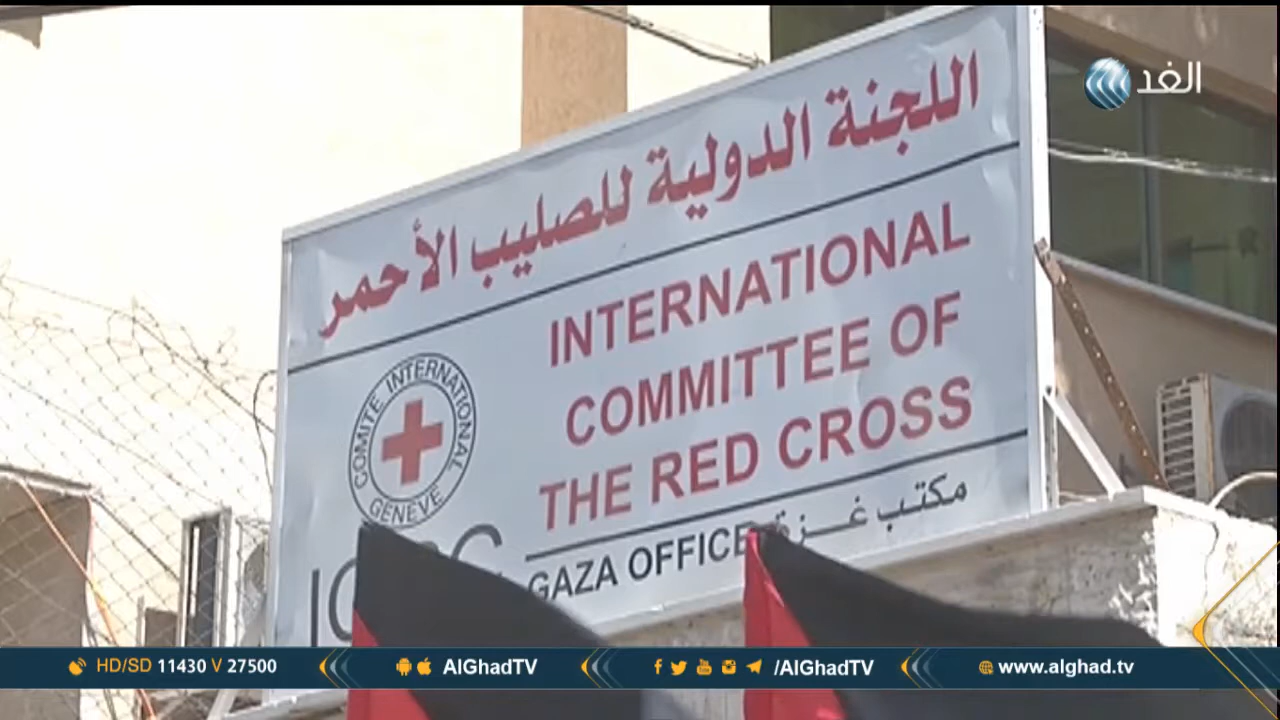 الغد
اللجنة الدولية للصليب الأحمر
COMITE INTERNATIONAL
GENEVE
INTERNATIONAL
COMMITTEE OF
THE RED CROSS
مكتب غزة
GAZA OFFICE
HD/SD 11430 V 27500
AlGhadTV
/AlGhadTV
www.alghad.tv